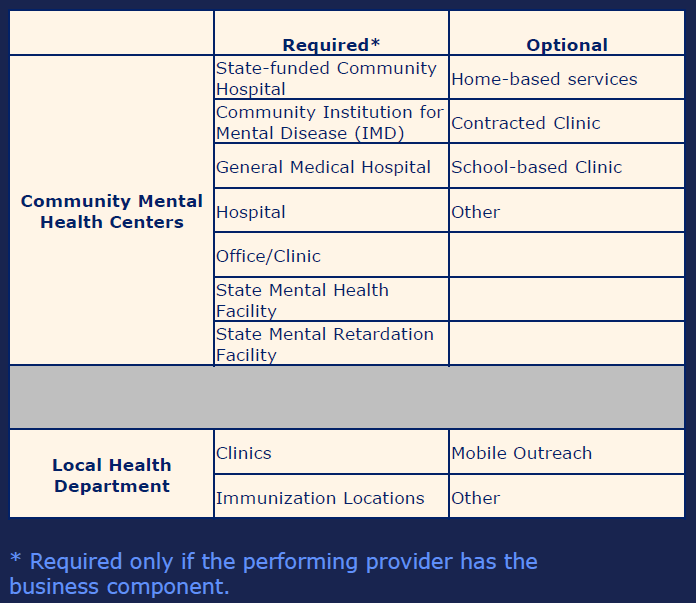 Required* Optional
State-funded Community
Hospital
Home-based services
Community Institution for
Mental Disease (IMD)
Contracted Clinic
General Medical Hospital School-based Clinic
Community Mental
Health Centers
Hospital Other
Office/Clinic
State Mental Health
Facility
State Mental Retardation
Facility
Local Health
Department
Clinics Mobile Outreach
Immunization Locations Other
* Required only if the performing provider has the
business component.